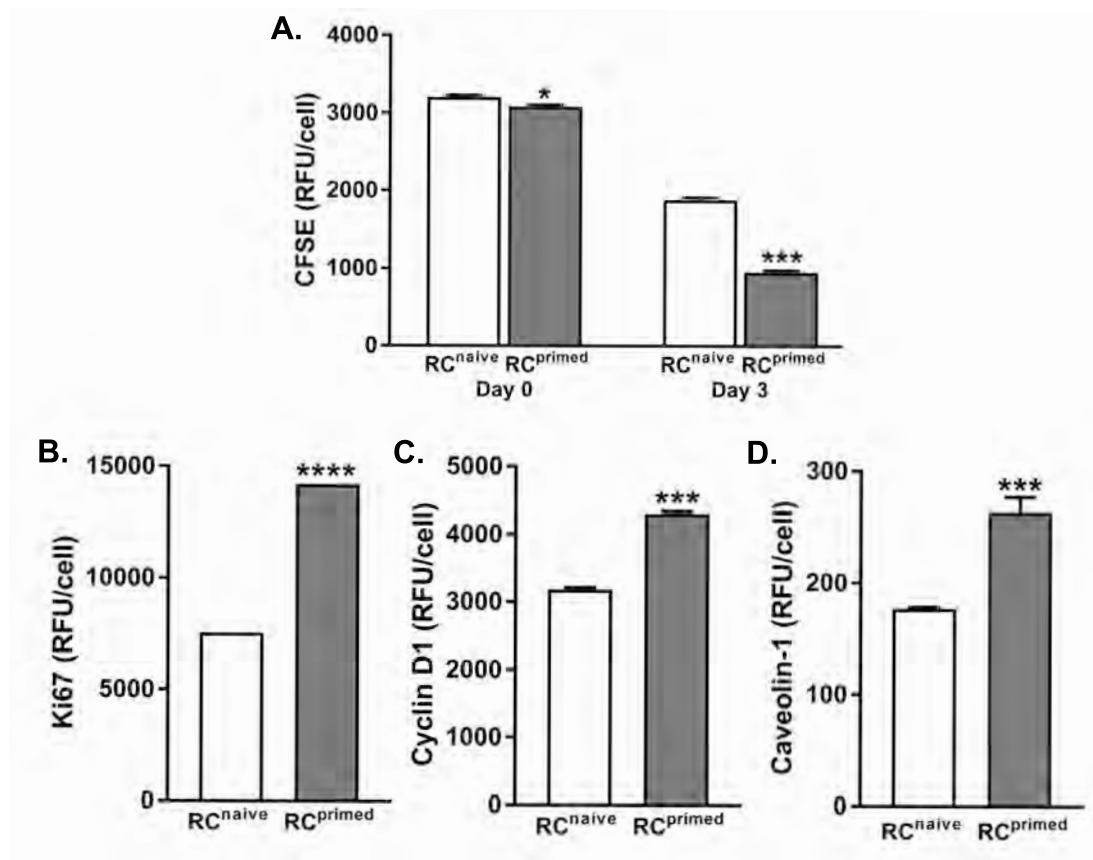 A.
CFSE (RFU/cell)
4000
3000
2000
1000
0
*
***
RCnaive RCprimed RCnaive RCprimed
Day 0 Day 3
B.
Ki67 (RFU/cell)
15000
10000
5000
0
****
RCnaive RCprimed
C.
Cyclin D1 (RFU/cell)
5000
4000
3000
2000
1000
0
***
RCnaive RCprimed
D.
Caveolin-1 (RFU/cell)
300
200
100
0
***
RCnaive RCprimed